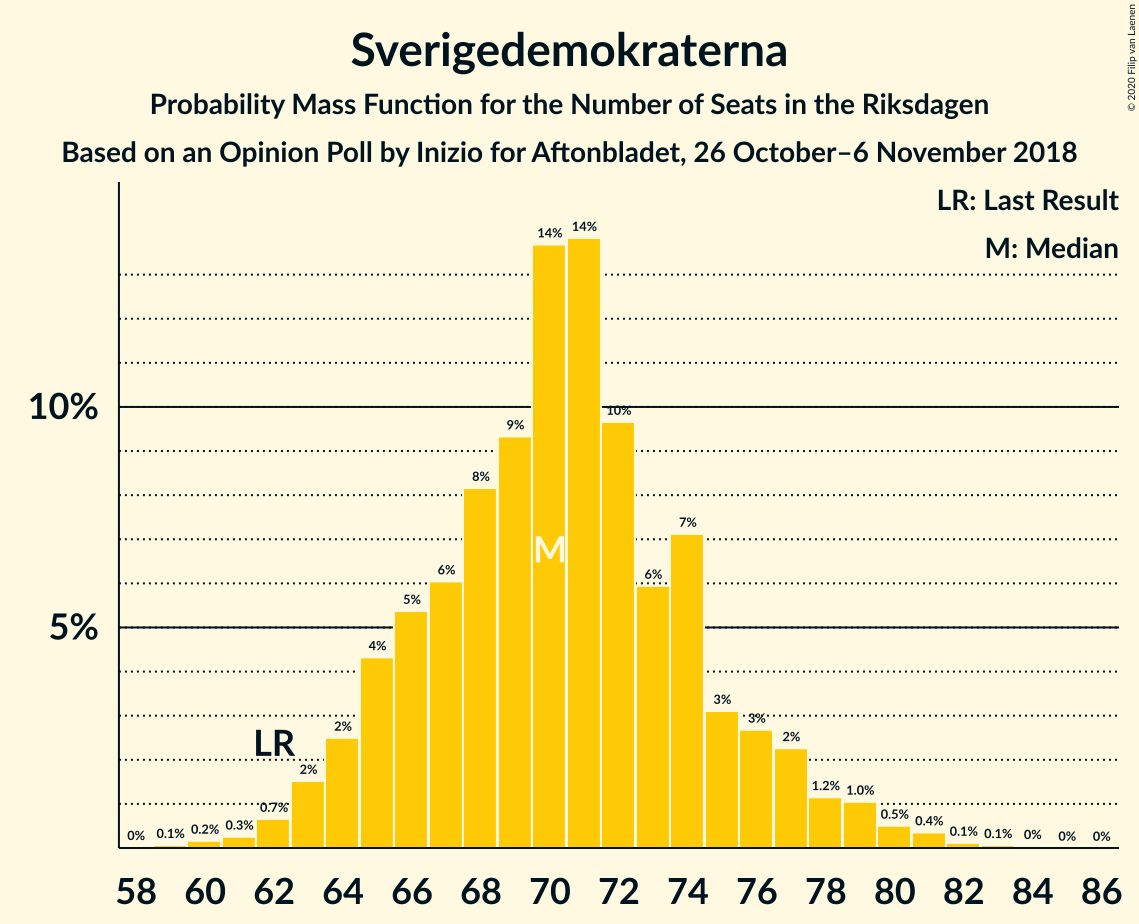 Sverigedemokraterna
Probability Mass Function for the Number of Seats in the Riksdagen
Based on an Opinion Poll by Inizio for Aftonbladet, 26 October–6 November 2018
© 2020 Filip van Laenen
LR: Last Result
M: Median
10%
5%
0% 0.1% 0.2% 0.3% 0.7% 2% 2% 4% 5% 6% 8% 9% 14% 14% 10% 6% 7% 3% 3% 2% 1.2% 1.0% 0.5% 0.4% 0.1% 0.1% 0% 0% 0%
LR
M
58 60 62 64 66 68 70 72 74 76 78 80 82 84 86